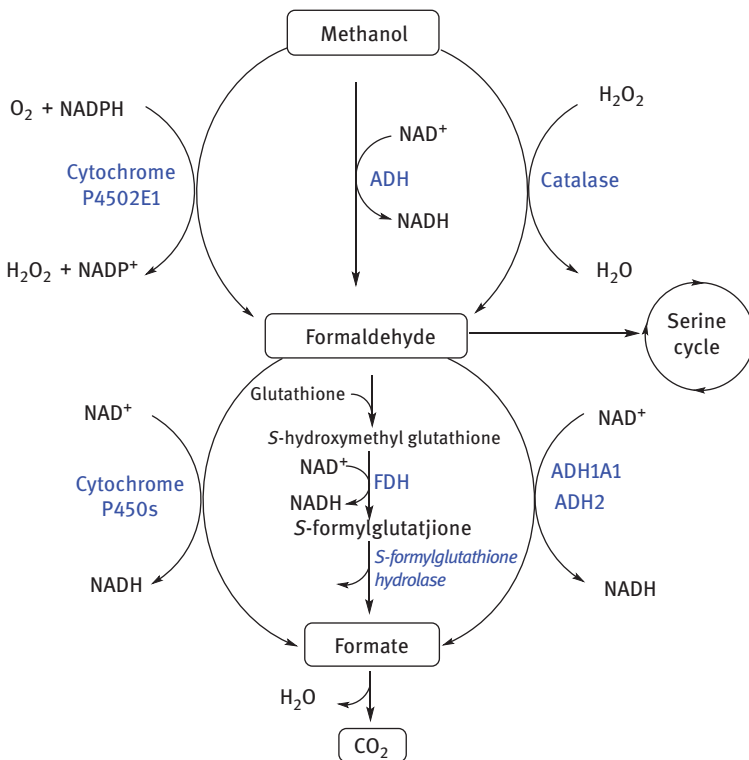 Methanol
O₂ + NADPH
NAD⁺
H₂O₂
Cytochrome
P4502E1
ADH
Catalase
NADH
H₂O₂ + NADP⁺
H₂O
Formaldehyde
Serine
cycle
Glutathione
NAD⁺
S-hydroxymethyl glutathione
NAD⁺
NAD⁺
Cytochrome
P450s
FDH
ADH1A1
ADH2
NADH
S-formylglutatjione
S-formylglutathione
hydrolase
NADH
NADH
Formate
H₂O
CO₂